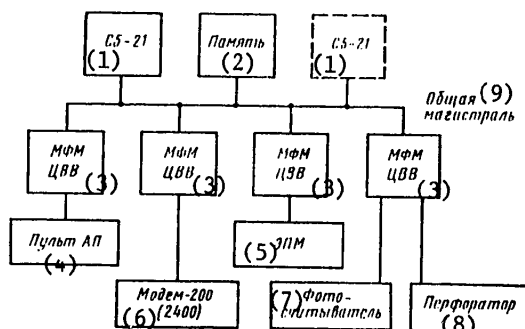 С5-21
(1)
Память
(2)
С5-21
(1)
Общая (9)
магистраль
МФМ
ЦВВ
(3)
МФМ
ЦВВ
(3)
МФМ
ЦВВ
(3)
МФМ
ЦВВ
(3)
Пульт АП
(4)
(5) ЭПМ
Модем-200
(6) (2400)
(7) Фото-
считыватель
Перфоратор
(8)